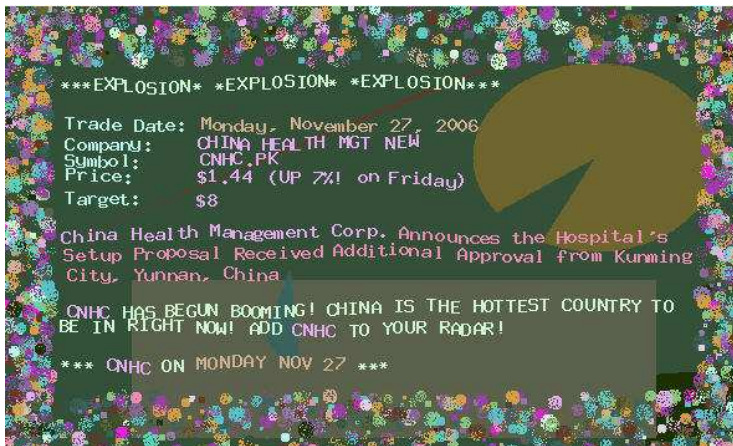 ***EXPLOSION* *EXPLOSION* *EXPLOSION***
Trade Date: Monday, November 27, 2006
Company: CHINA HEALTH MGT NEW
Symbol: CNHC.PK
Price: $1.44 (UP 7%! on Friday)
Target: $8
China Health Management Corp. Announces the Hospital's
Setup Proposal Received Additional Approval from Kunming
City, Yunnan, China
CNHC HAS BEGUN BOOMING! CHINA IS THE HOTTEST COUNTRY TO
BE IN RIGHT NOW! ADD CNHC TO YOUR RADAR!
*** CNHC ON MONDAY NOV 27 ***